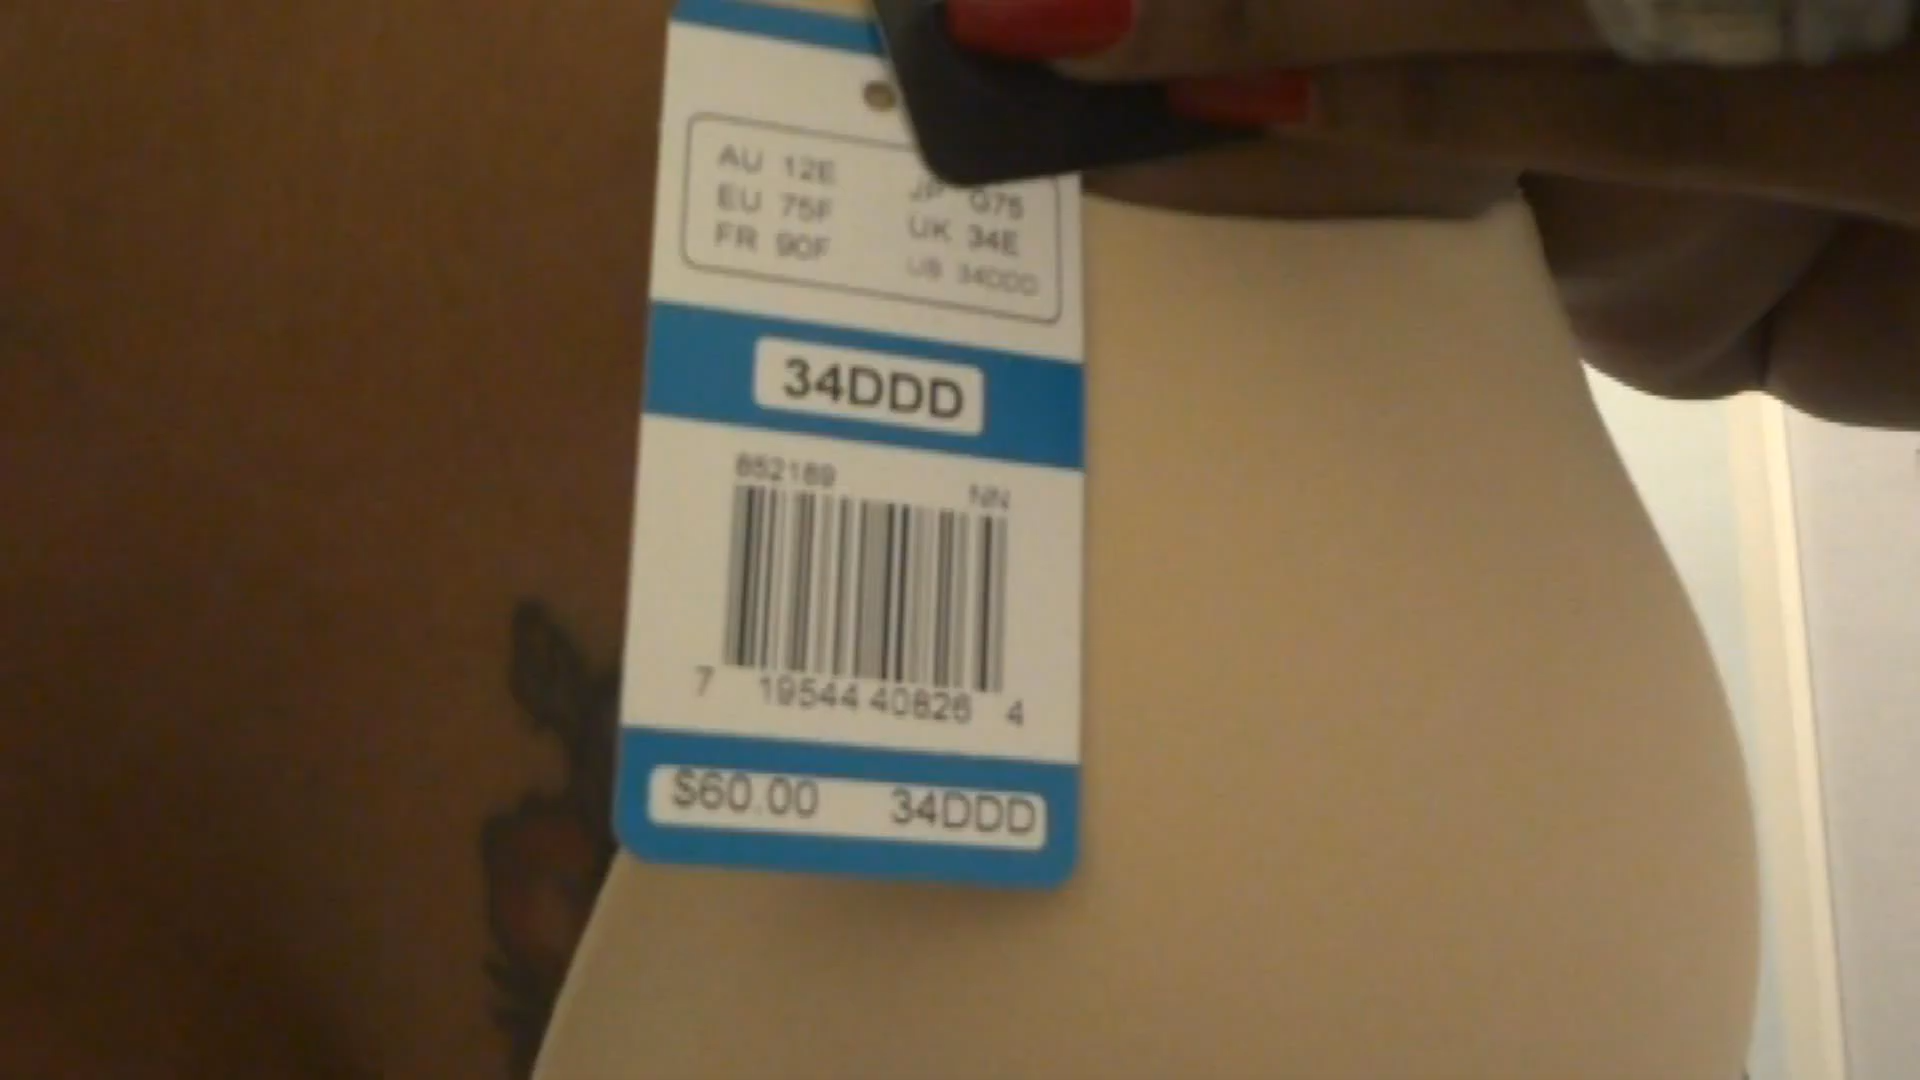 AU 12E
EU 75F
FR 90F
JP G75
UK 34E
US 34DDD
34DDD
852189 NN
7 19544 40826 4
$60.00 34DDD